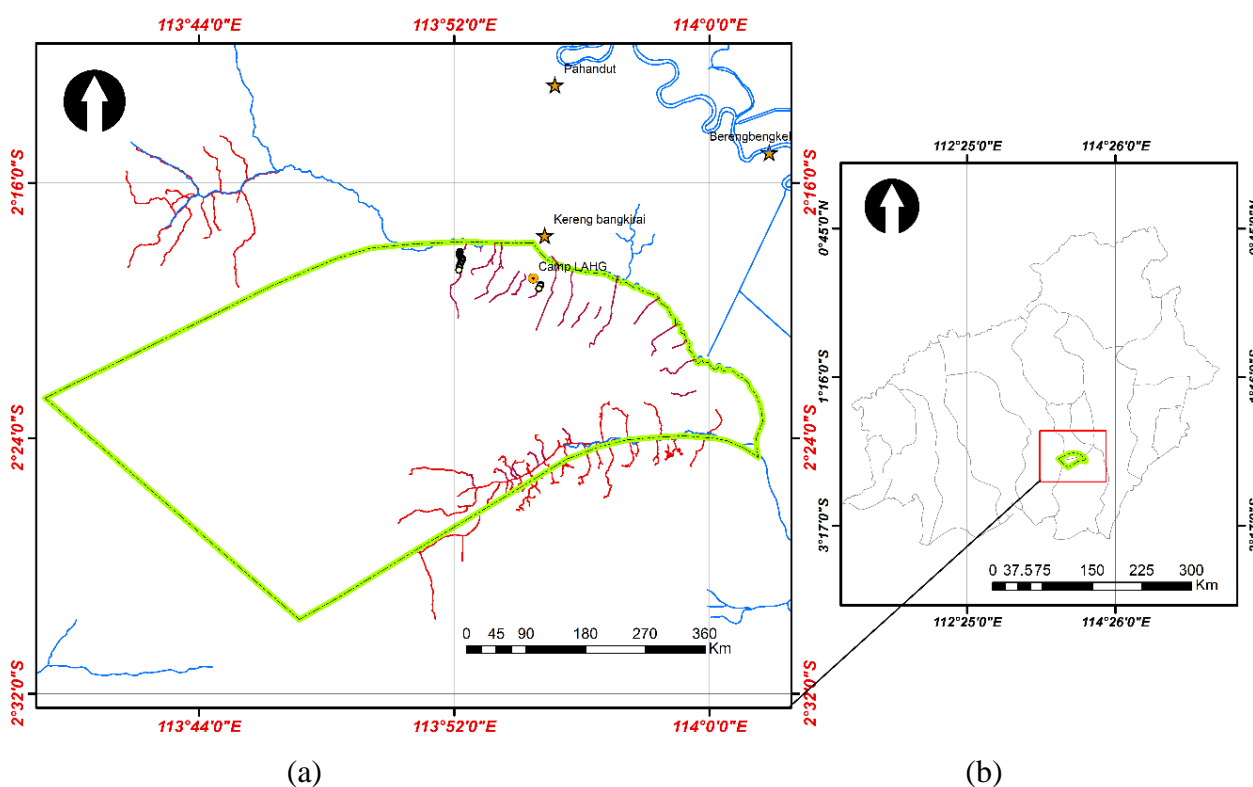 113°44'0"E 113°52'0"E 114°0'0"E
Pahandut
Berengbengkel
2°16'0"S 2°16'0"S
Kereng bangkirai
Camp LAHG
2°24'0"S 2°24'0"S
0 45 90 180 270 360
Km
2°32'0"S 2°32'0"S
113°44'0"E 113°52'0"E 114°0'0"E
(a)
112°25'0"E 114°26'0"E
0°45'0"N
1°16'0"S
3°17'0"S
0 37.575 150 225 300
Km
112°25'0"E 114°26'0"E
(b)